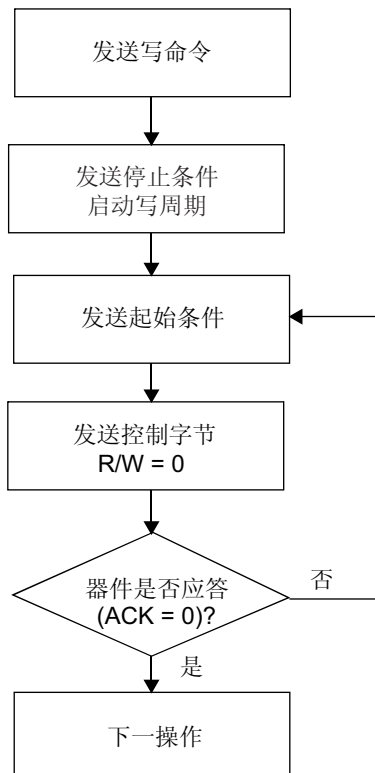 发送写命令
发送停止条件
启动写周期
发送起始条件
发送控制字节
R/W = 0
器件是否应答
(ACK = 0)?
否
是
下一操作